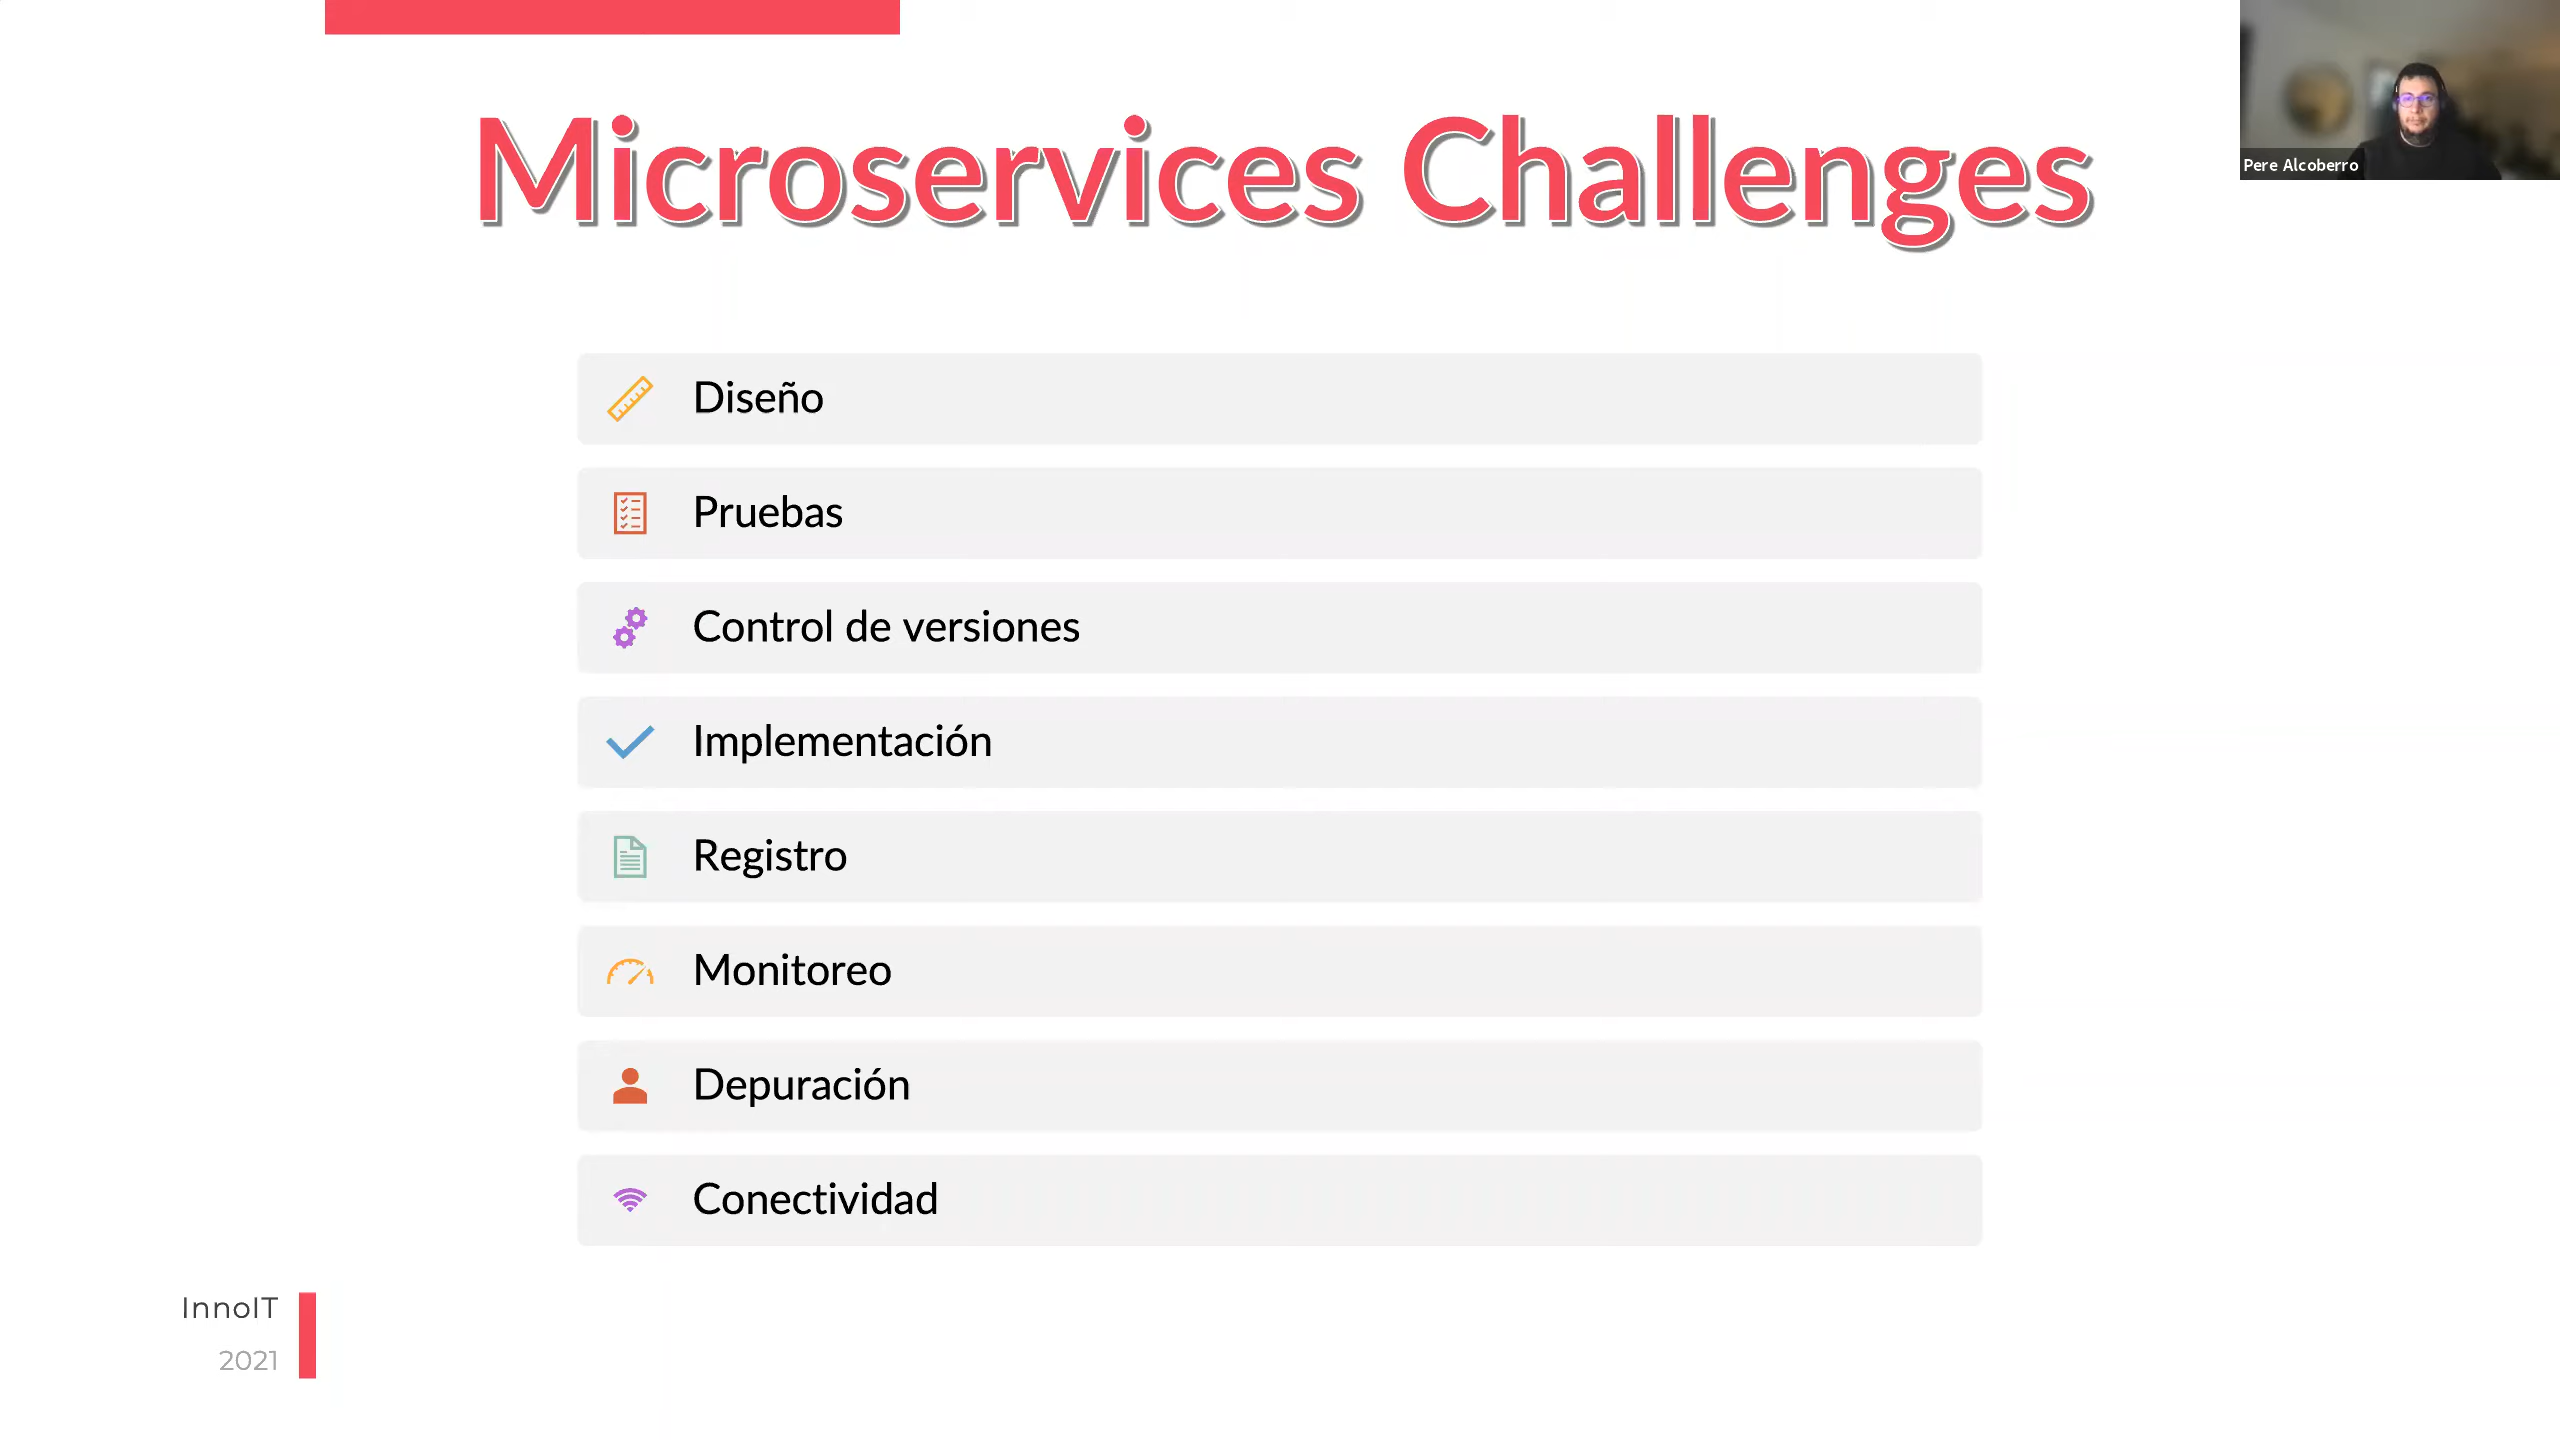 Microservices Challenges
Pere Alcoberro
Diseño
Pruebas
Control de versiones
Implementación
Registro
Monitoreo
Depuración
Conectividad
InnoIT
2021